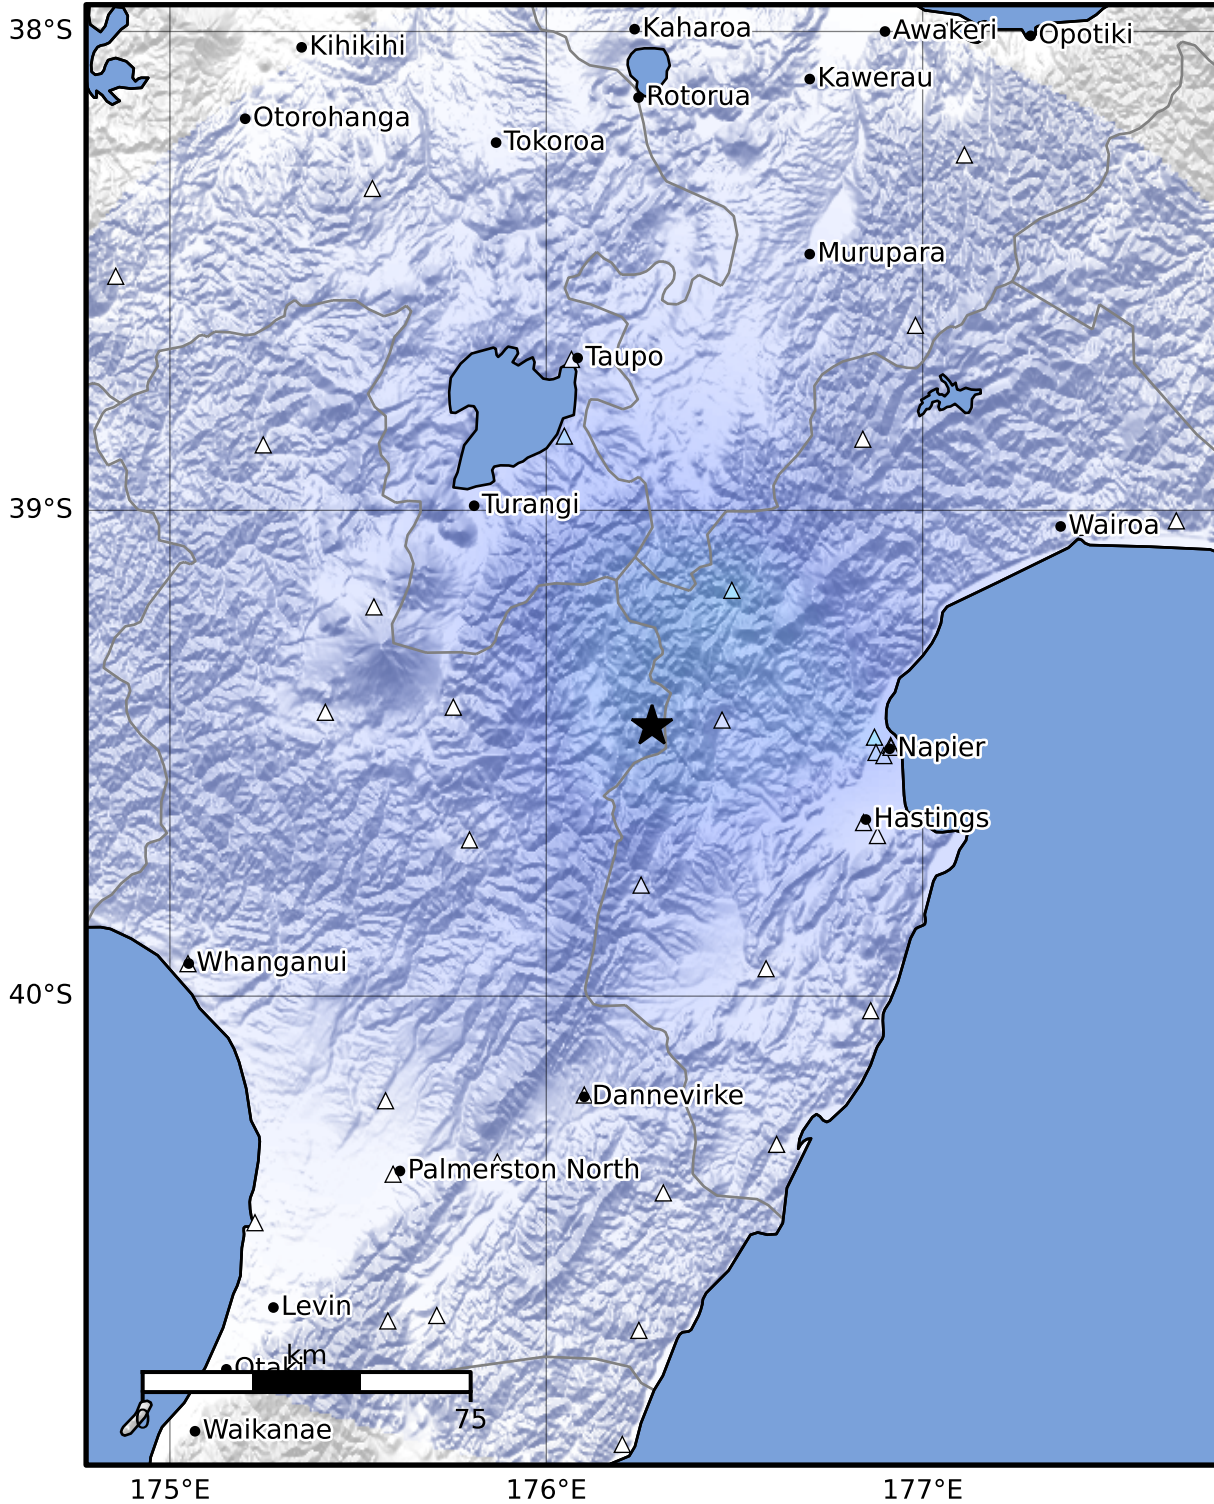 Kaharoa
38°S
Awakeri
Opotiki
Kihikihi
Kawerau
Rotorua
Otorohanga
Tokoroa
Murupara
Taupo
Turangi
39°S
Wairoa
Napier
Hastings
Whanganui
40°S
Dannevirke
Palmerston North
Levin
km
Otaki
0
75
Waikanae
175°E
176°E
177°E